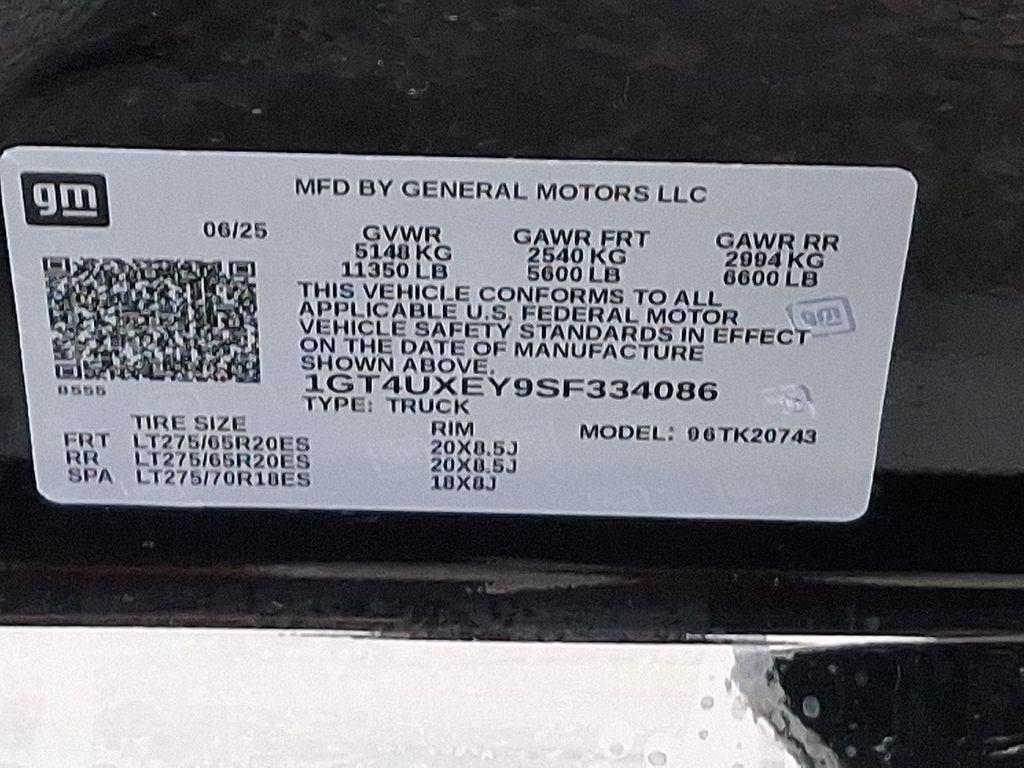 gm
MFD BY GENERAL MOTORS LLC
06/25
GVWR
5148 KG
11350 LB
GAWR FRT
2540 KG
5600 LB
GAWR RR
2994 KG
6600 LB
THIS VEHICLE CONFORMS TO ALL
APPLICABLE U.S. FEDERAL MOTOR
VEHICLE SAFETY STANDARDS IN EFFECT
ON THE DATE OF MANUFACTURE
SHOWN ABOVE.
1GT4UXEY9SF334086
TYPE: TRUCK
8555
TIRE SIZE RIM MODEL: 96TK20743
FRT LT275/65R20ES 20X8.5J
RR LT275/65R20ES 20X8.5J
SPA LT275/70R18ES 18X8J
gm